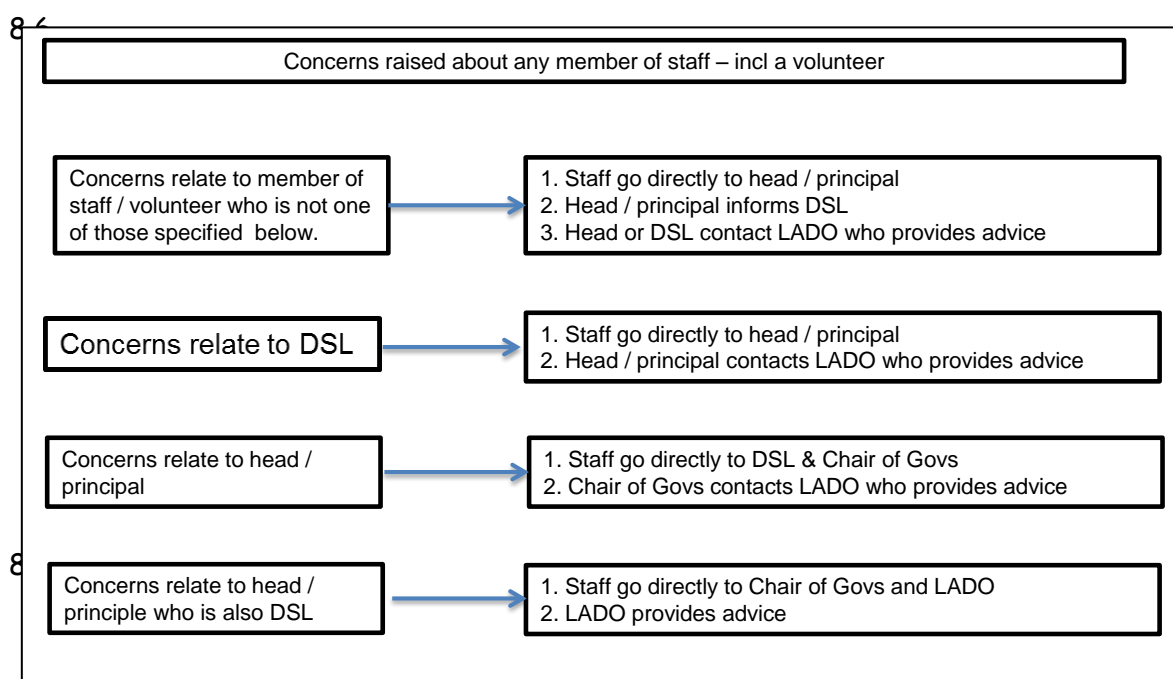 Concerns raised about any member of staff – incl a volunteer
Concerns relate to member of
staff / volunteer who is not one
of those specified below.
1. Staff go directly to head / principal
2. Head / principal informs DSL
3. Head or DSL contact LADO who provides advice
Concerns relate to DSL
1. Staff go directly to head / principal
2. Head / principal contacts LADO who provides advice
Concerns relate to head /
principal
1. Staff go directly to DSL & Chair of Govs
2. Chair of Govs contacts LADO who provides advice
8
Concerns relate to head /
principle who is also DSL
1. Staff go directly to Chair of Govs and LADO
2. LADO provides advice